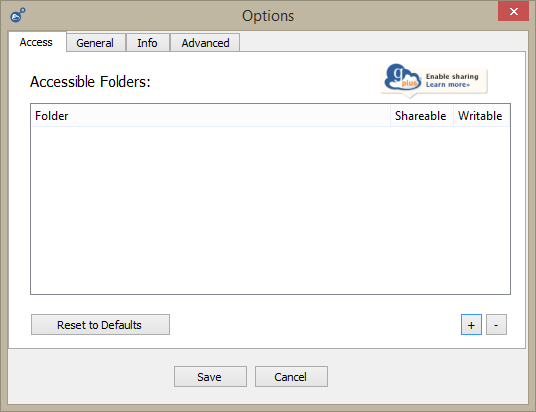 Options
Access General Info Advanced
Accessible Folders:
g plus
Enable sharing
Learn more»
Folder Shareable Writable
Reset to Defaults + -
Save Cancel